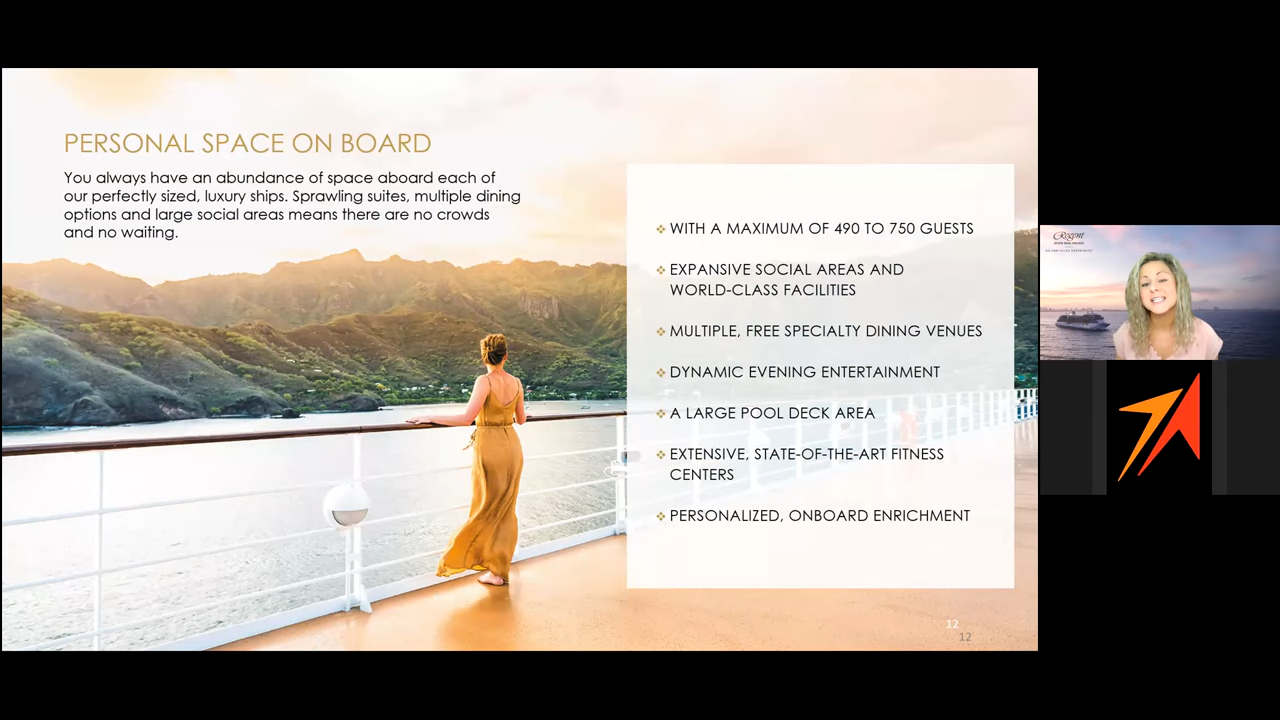 PERSONAL SPACE ON BOARD
You always have an abundance of space aboard each of
our perfectly sized, luxury ships. Sprawling suites, multiple dining
options and large social areas means there are no crowds
and no waiting.
❖ WITH A MAXIMUM OF 490 TO 750 GUESTS
❖ EXPANSIVE SOCIAL AREAS AND
WORLD-CLASS FACILITIES
❖ MULTIPLE, FREE SPECIALTY DINING VENUES
❖ DYNAMIC EVENING ENTERTAINMENT
❖ A LARGE POOL DECK AREA
❖ EXTENSIVE, STATE-OF-THE-ART FITNESS
CENTERS
❖ PERSONALIZED, ONBOARD ENRICHMENT
12
12
Regent